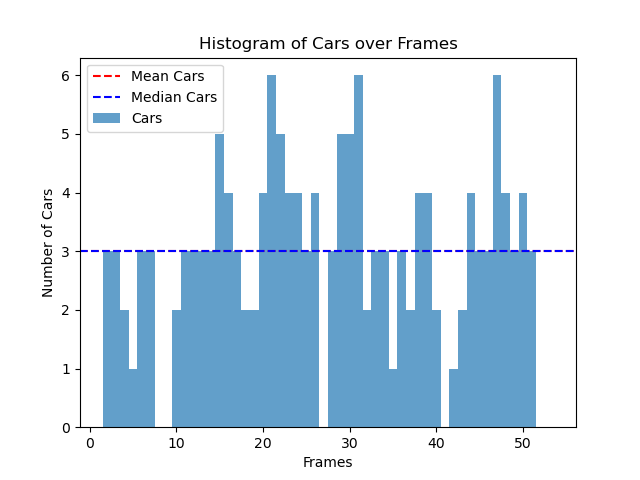 Histogram of Cars over Frames
Mean Cars
Median Cars
Cars
6
5
4
3
2
1
0
Number of Cars
0 10 20 30 40 50
Frames